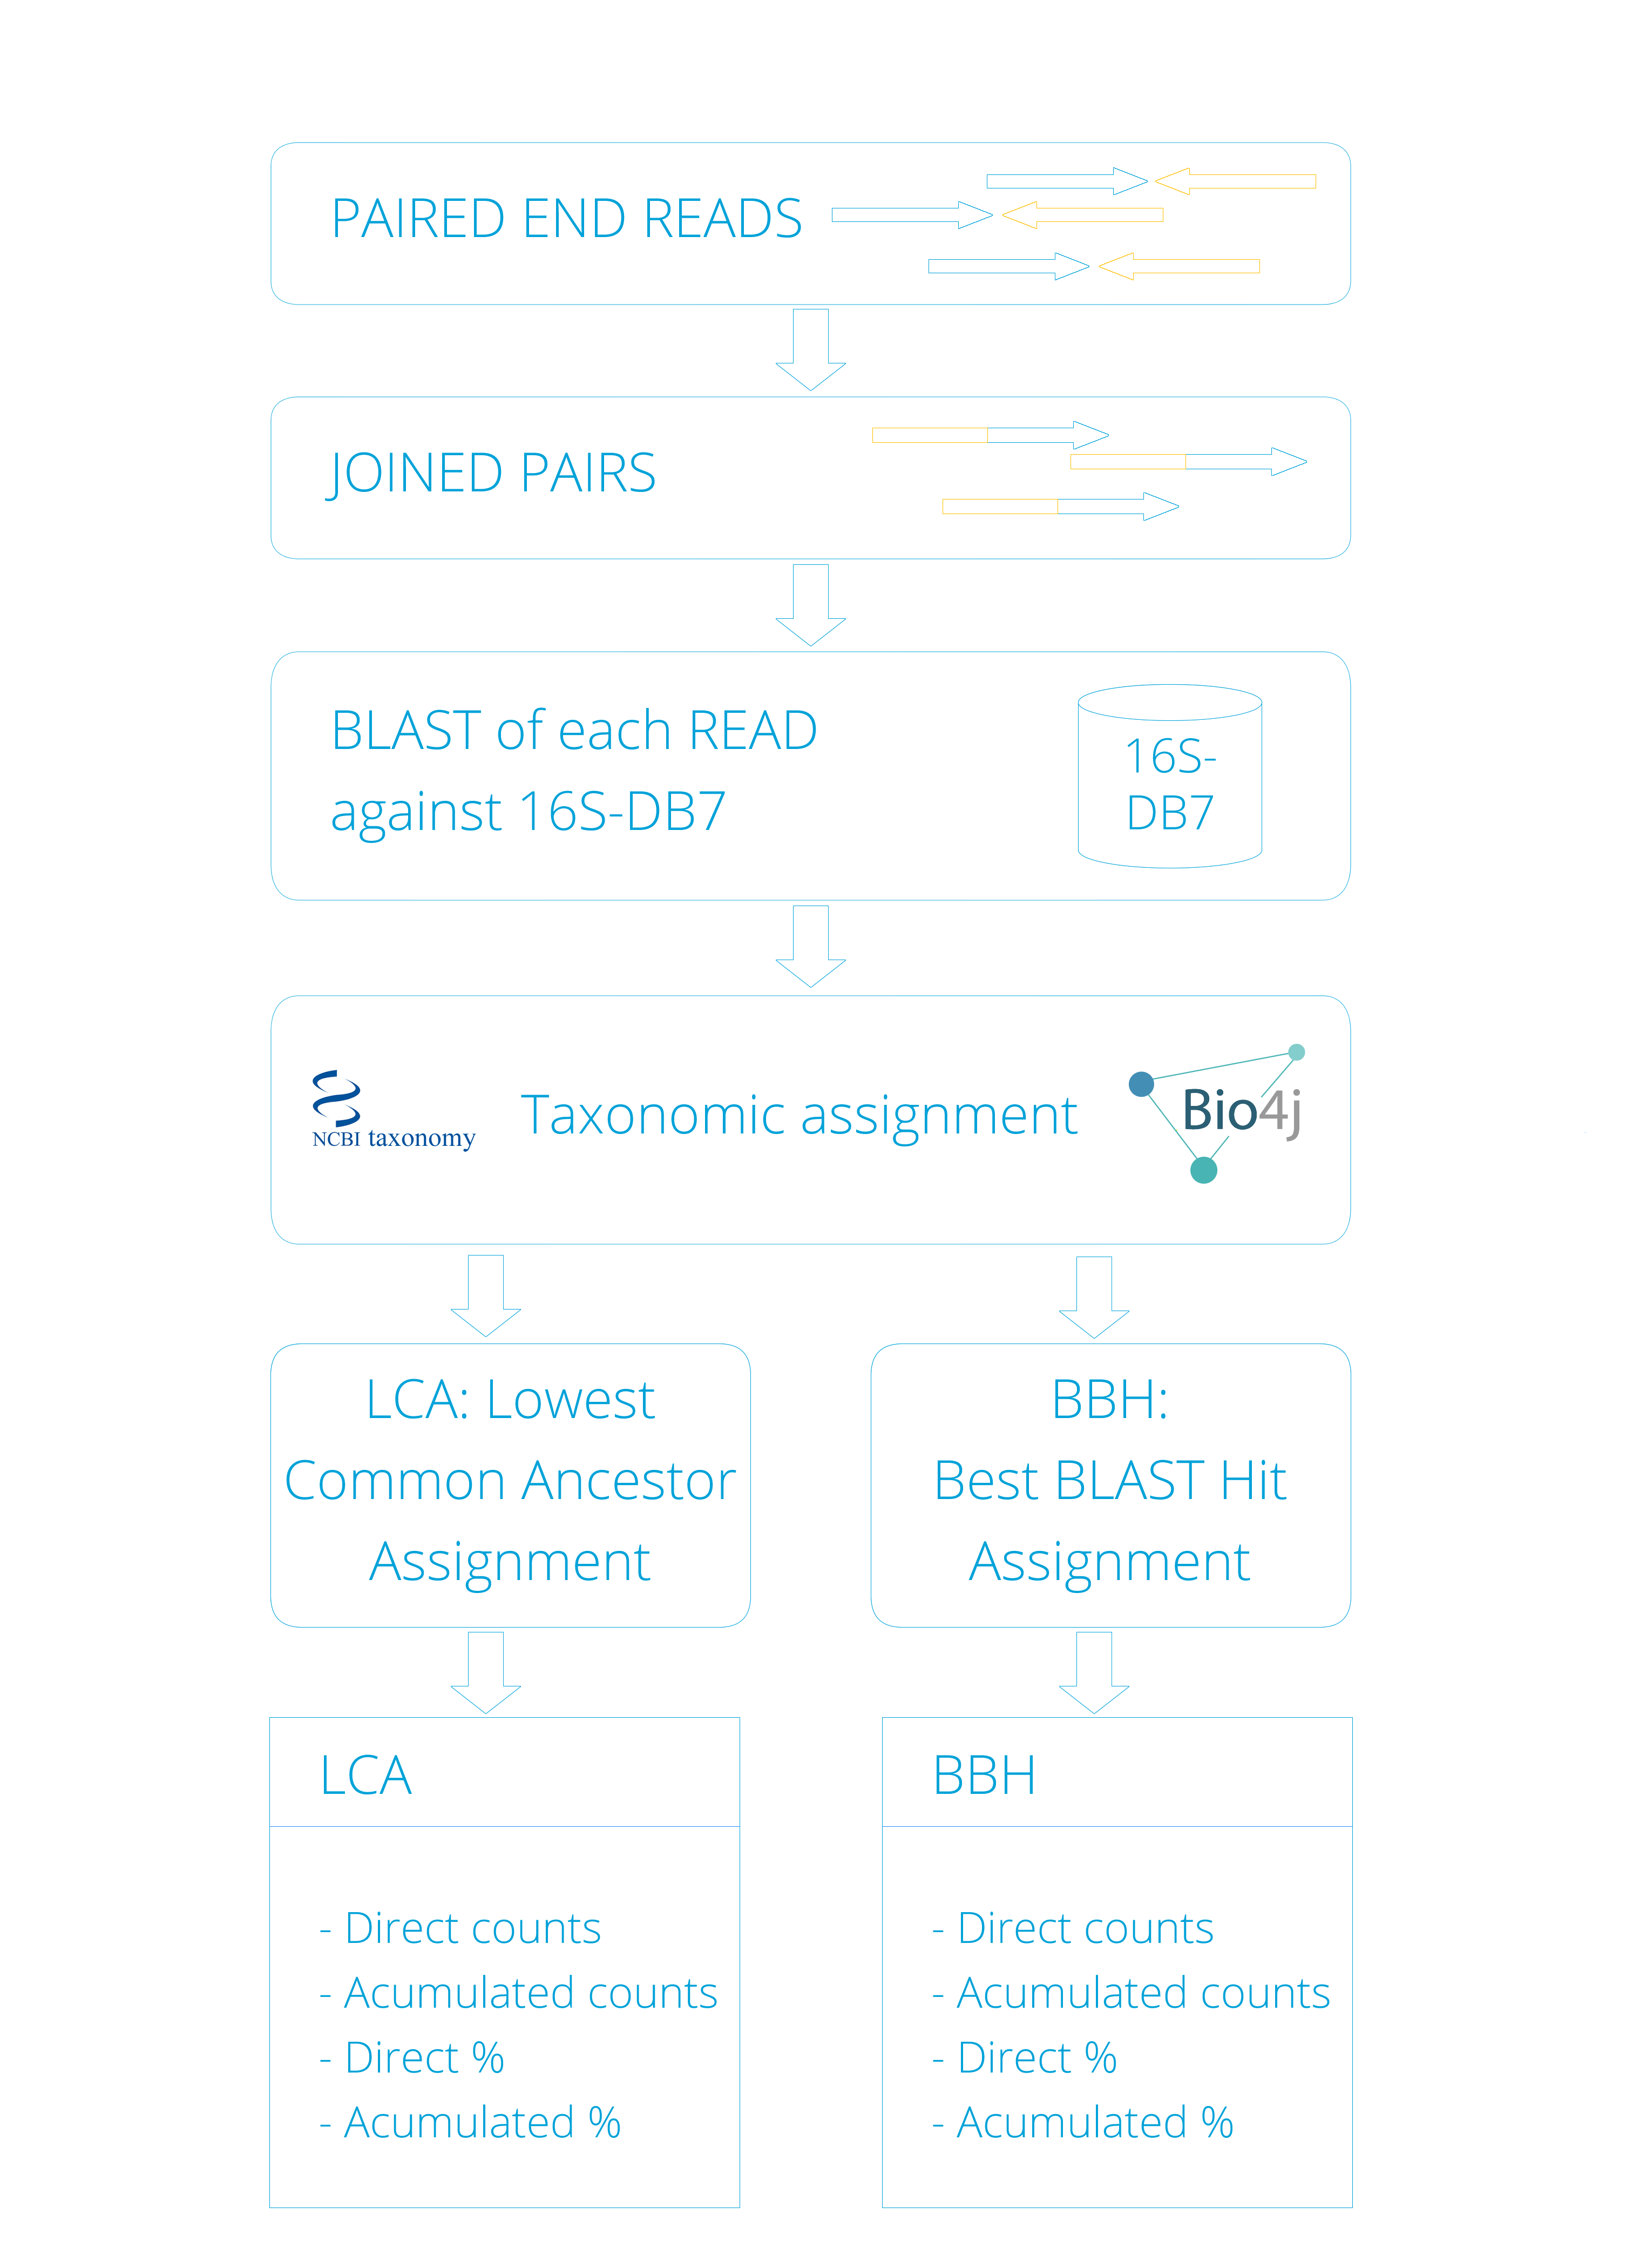 PAIRED END READS
JOINED PAIRS
BLAST of each READ
against 16S-DB7
16S-
DB7
NCBI taxonomy
Taxonomic assignment
Bio4j
LCA: Lowest
Common Ancestor
Assignment
BBH:
Best BLAST Hit
Assignment
LCA
- Direct counts
- Acumulated counts
- Direct %
- Acumulated %
BBH
- Direct counts
- Acumulated counts
- Direct %
- Acumulated %